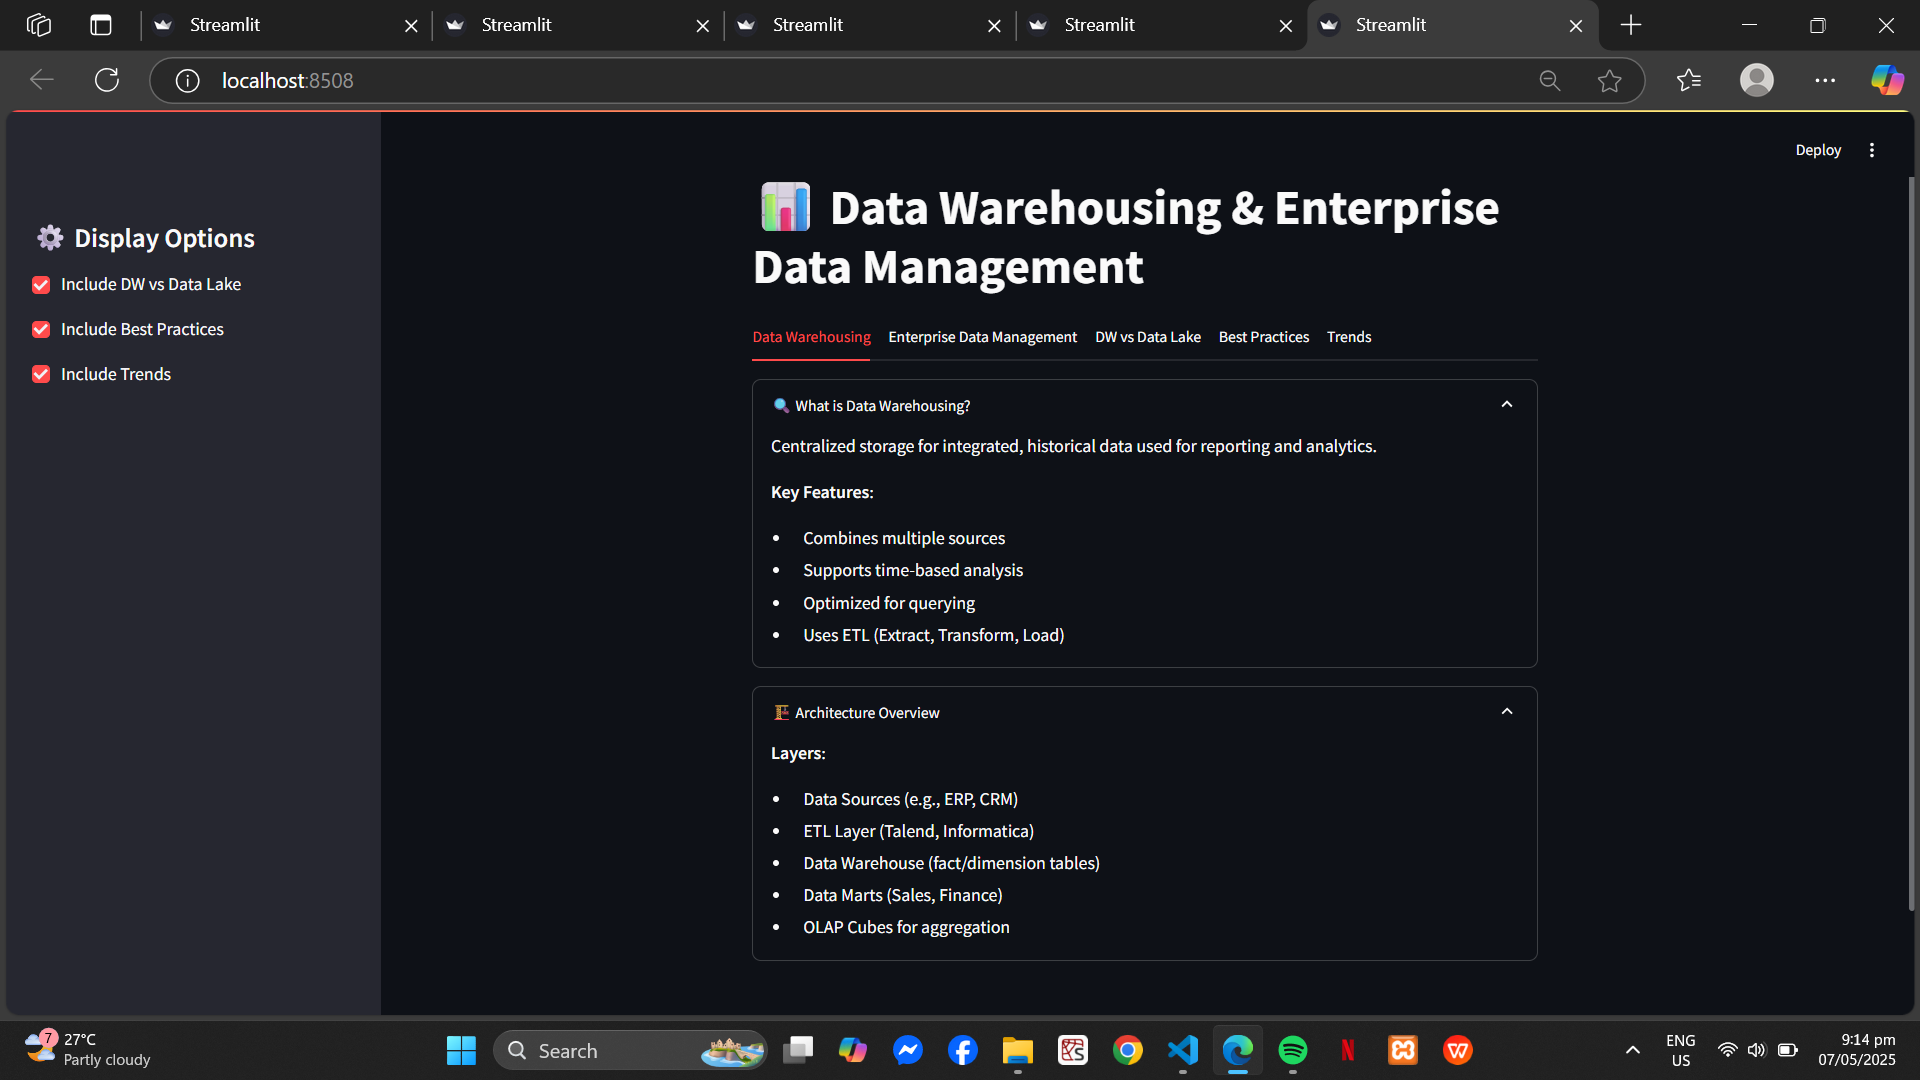 Streamlit
Streamlit
Streamlit
Streamlit
Streamlit
localhost:8508
Deploy
Display Options
Include DW vs Data Lake
Include Best Practices
Include Trends
Data Warehousing & Enterprise
Data Management
Data Warehousing Enterprise Data Management DW vs Data Lake Best Practices Trends
What is Data Warehousing?
Centralized storage for integrated, historical data used for reporting and analytics.
Key Features:
• Combines multiple sources
• Supports time-based analysis
• Optimized for querying
• Uses ETL (Extract, Transform, Load)
Architecture Overview
Layers:
• Data Sources (e.g., ERP, CRM)
• ETL Layer (Talend, Informatica)
• Data Warehouse (fact/dimension tables)
• Data Marts (Sales, Finance)
• OLAP Cubes for aggregation
7
27°C
Partly cloudy
Search
ENG
US
9:14 pm
07/05/2025